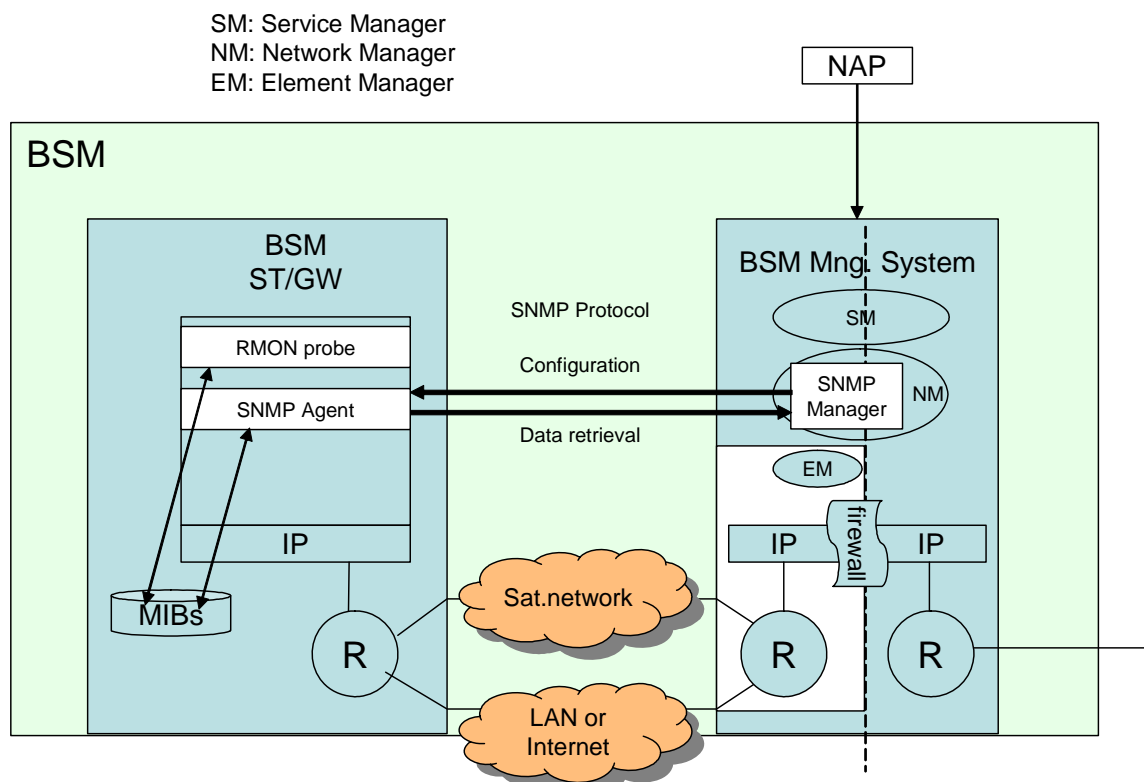 SM: Service Manager
NM: Network Manager
EM: Element Manager
NAP
BSM
BSM
ST/GW
BSM Mng. System
SNMP Protocol
SM
RMON probe
Configuration
SNMP
Manager
NM
SNMP Agent
Data retrieval
EM
firewall
IP
IP
IP
MIBs
Sat.network
R
R
R
LAN or
Internet